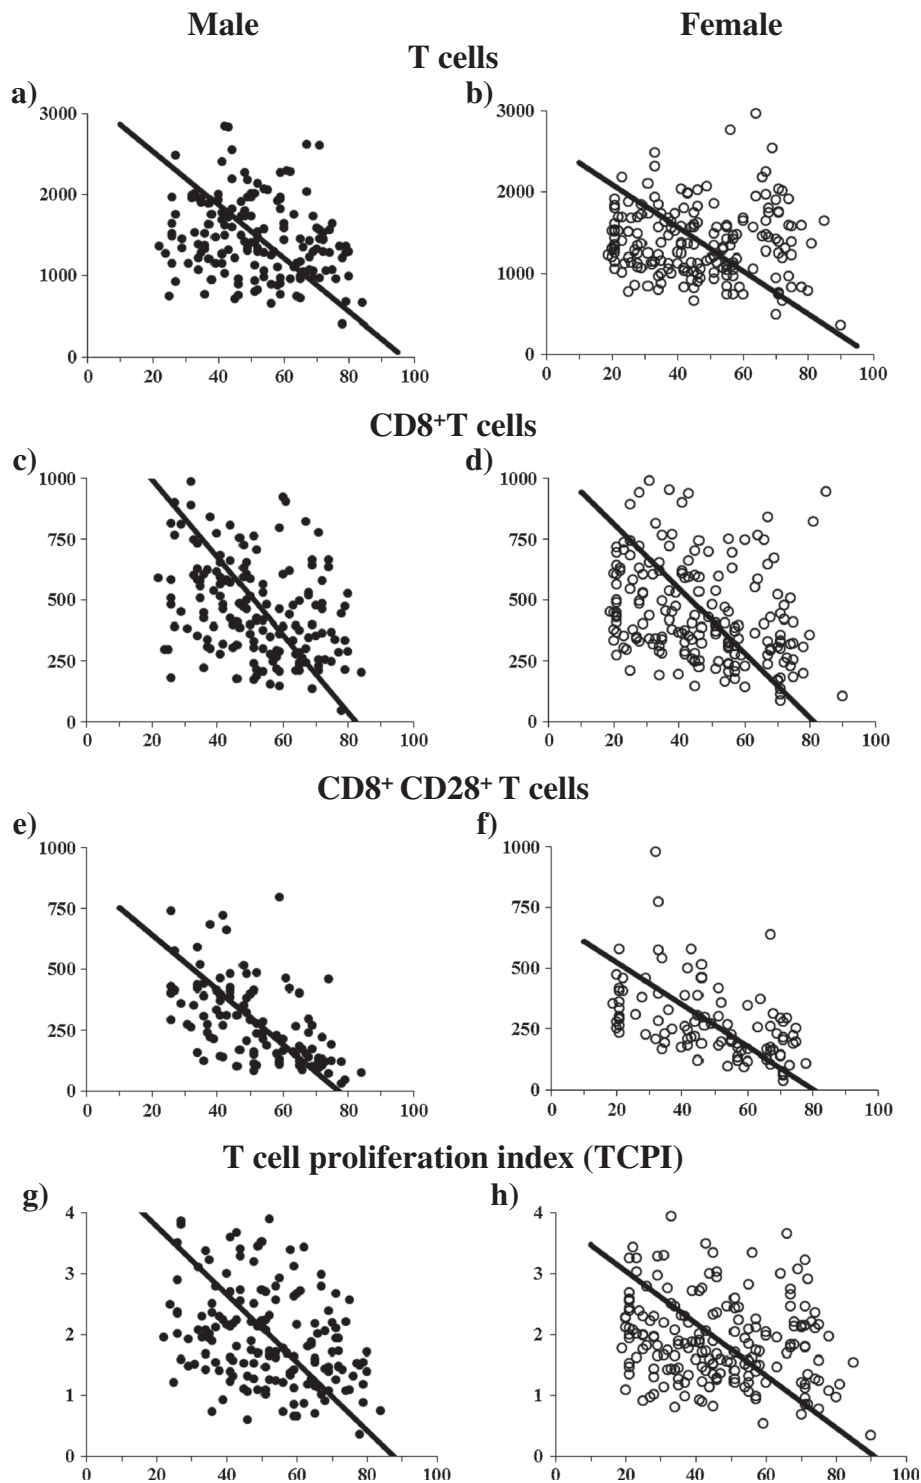 Male Female
T cells
a) b)
3000 3000
2000 2000
1000 1000
0 0
0 20 40 60 80 100 0 20 40 60 80 100
CD8+T cells
c) d)
1000 1000
750 750
500 500
250 250
0 0
0 20 40 60 80 100 0 20 40 60 80 100
CD8+ CD28+ T cells
e) f)
1000 1000
750 750
500 500
250 250
0 0
0 20 40 60 80 100 0 20 40 60 80 100
T cell proliferation index (TCPI)
g) h)
4 4
3 3
2 2
1 1
0 0
0 20 40 60 80 100 0 20 40 60 80 100